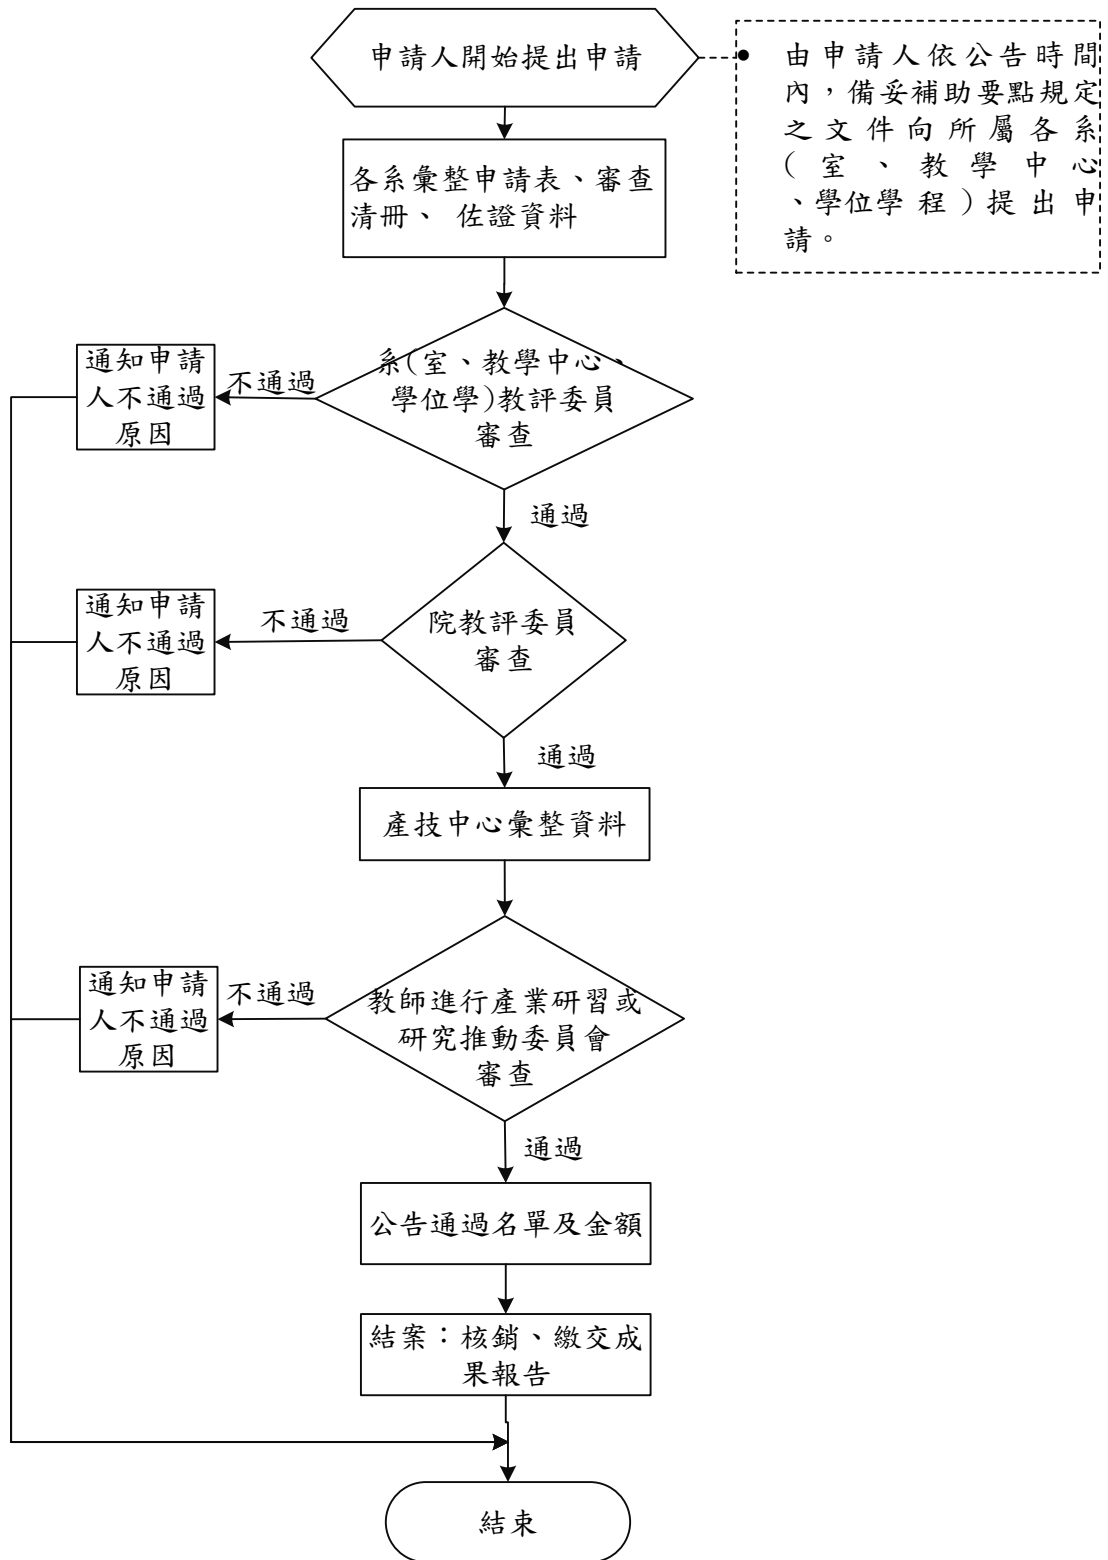 申請人開始提出申請
• 由申請人依公告時間
內，備妥補助要點規定
之文件向所屬各系
(室、教學中心
、學位學程)提出申
請。
各系彙整申請表、審查
清冊、 佐證資料
系(室、教學中心、
學位學)教評委員
審查
不通過
通知申請
人不通過
原因
通過
院教評委員
審查
不通過
通知申請
人不通過
原因
通過
產技中心彙整資料
教師進行產業研習或
研究推動委員會
審查
不通過
通知申請
人不通過
原因
通過
公告通過名單及金額
結案：核銷、繳交成
果報告
結束